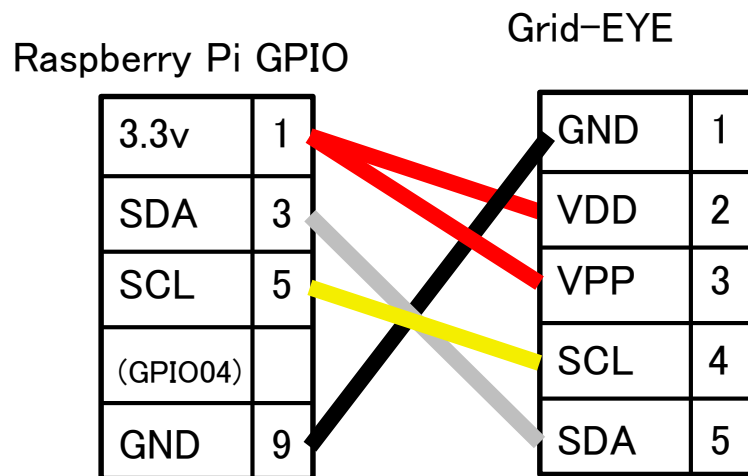 Raspberry Pi GPIO
3.3v 1
SDA 3
SCL 5
(GPIO04)
GND 9
Grid-EYE
GND 1
VDD 2
VPP 3
SCL 4
SDA 5